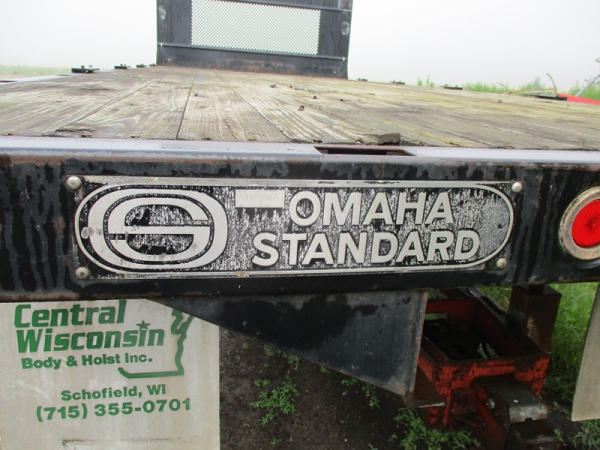 OMAHA
STANDARD
Central
Wisconsin
Body & Hoist Inc.
Schofield, WI
(715) 355-0701